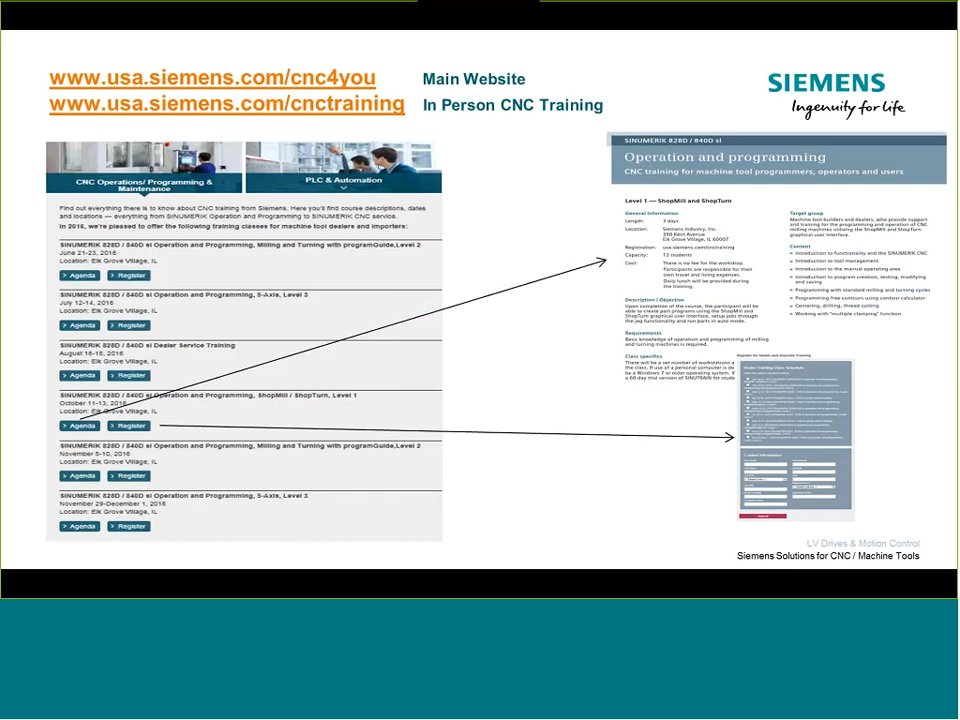 www.usa.siemens.com/cnc4you Main Website
www.usa.siemens.com/cnctraining In Person CNC Training
SIEMENS
Ingenuity for life
CNC Operations/ Programming &
Maintenance
PLC & Automation
Find out everything there is to know about CNC training from Siemens. Here you'll find course descriptions, dates
and locations — everything from SINUMERIK Operation and Programming to SINUMERIK CNC service.
In 2016, we're pleased to offer the following training classes for machine tool dealers and importers:
SINUMERIK 828D / 840D sl Operation and Programming, Milling and Turning with programGuide,Level 2
June 21-23, 2016
Location: Elk Grove Village, IL
> Agenda > Register
SINUMERIK 828D / 840D sl Operation and Programming, 5-Axis, Level 3
July 12-14, 2016
Location: Elk Grove Village, IL
> Agenda > Register
SINUMERIK 828D / 840D sl Dealer Service Training
August 16-18, 2016
Location: Elk Grove Village, IL
> Agenda > Register
SINUMERIK 828D / 840D sl Operation and Programming, ShopMill / ShopTurn, Level 1
October 11-13, 2016
Location: Elk Grove Village, IL
> Agenda > Register
SINUMERIK 828D / 840D sl Operation and Programming, Milling and Turning with programGuide,Level 2
November 8-10, 2016
Location: Elk Grove Village, IL
> Agenda > Register
SINUMERIK 828D / 840D sl Operation and Programming, 5-Axis, Level 3
November 29-December 1, 2016
Location: Elk Grove Village, IL
> Agenda > Register
SINUMERIK 828D / 840D sl
Operation and programming
CNC training for machine tool programmers, operators and users
Level 1 — ShopMill and ShopTurn
General Information
Length: 3 days
Location: Siemens Industry, Inc.
390 Kent Avenue
Elk Grove Village, IL 60007
Registration: usa.siemens.com/cnctraining
Capacity: 12 students
Cost: There is no fee for the workshop.
Participants are responsible for their
own travel and living expenses.
Daily lunch will be provided during
the training.
Description / Objective
Upon completion of the course, the participant will be
able to create part programs using the ShopMill and
ShopTurn graphical user interface, setup jobs through
the jog functionality and run parts in auto mode.
Requirements
Basic knowledge of operation and programming of milling
and turning machines is required.
Class specifics
There will be a set number of workstations a
the class. If use of a personal computer is de
be a Windows 7 or older operating system. W
a 60-day trial version of SINUTRAIN for stude
Target group
Machine tool builders and dealers, who provide support
and training for the programming and operation of CNC
milling machines utilizing the ShopMill and ShopTurn
graphical user interface.
Content
Introduction to functionality and the SINUMERIK CNC
Introduction to tool management
Introduction to the manual operating area
Introduction to program creation, testing, modifying
and saving
Programming with standard milling and turning cycles
Programming free contours using contour calculator
Centering, drilling, thread cutting
Working with "multiple clamping" function
Register for Dealer and Importer Training
Dealer Training Class Schedule
Contact Information
LV Drives & Motion Control
Siemens Solutions for CNC / Machine Tools